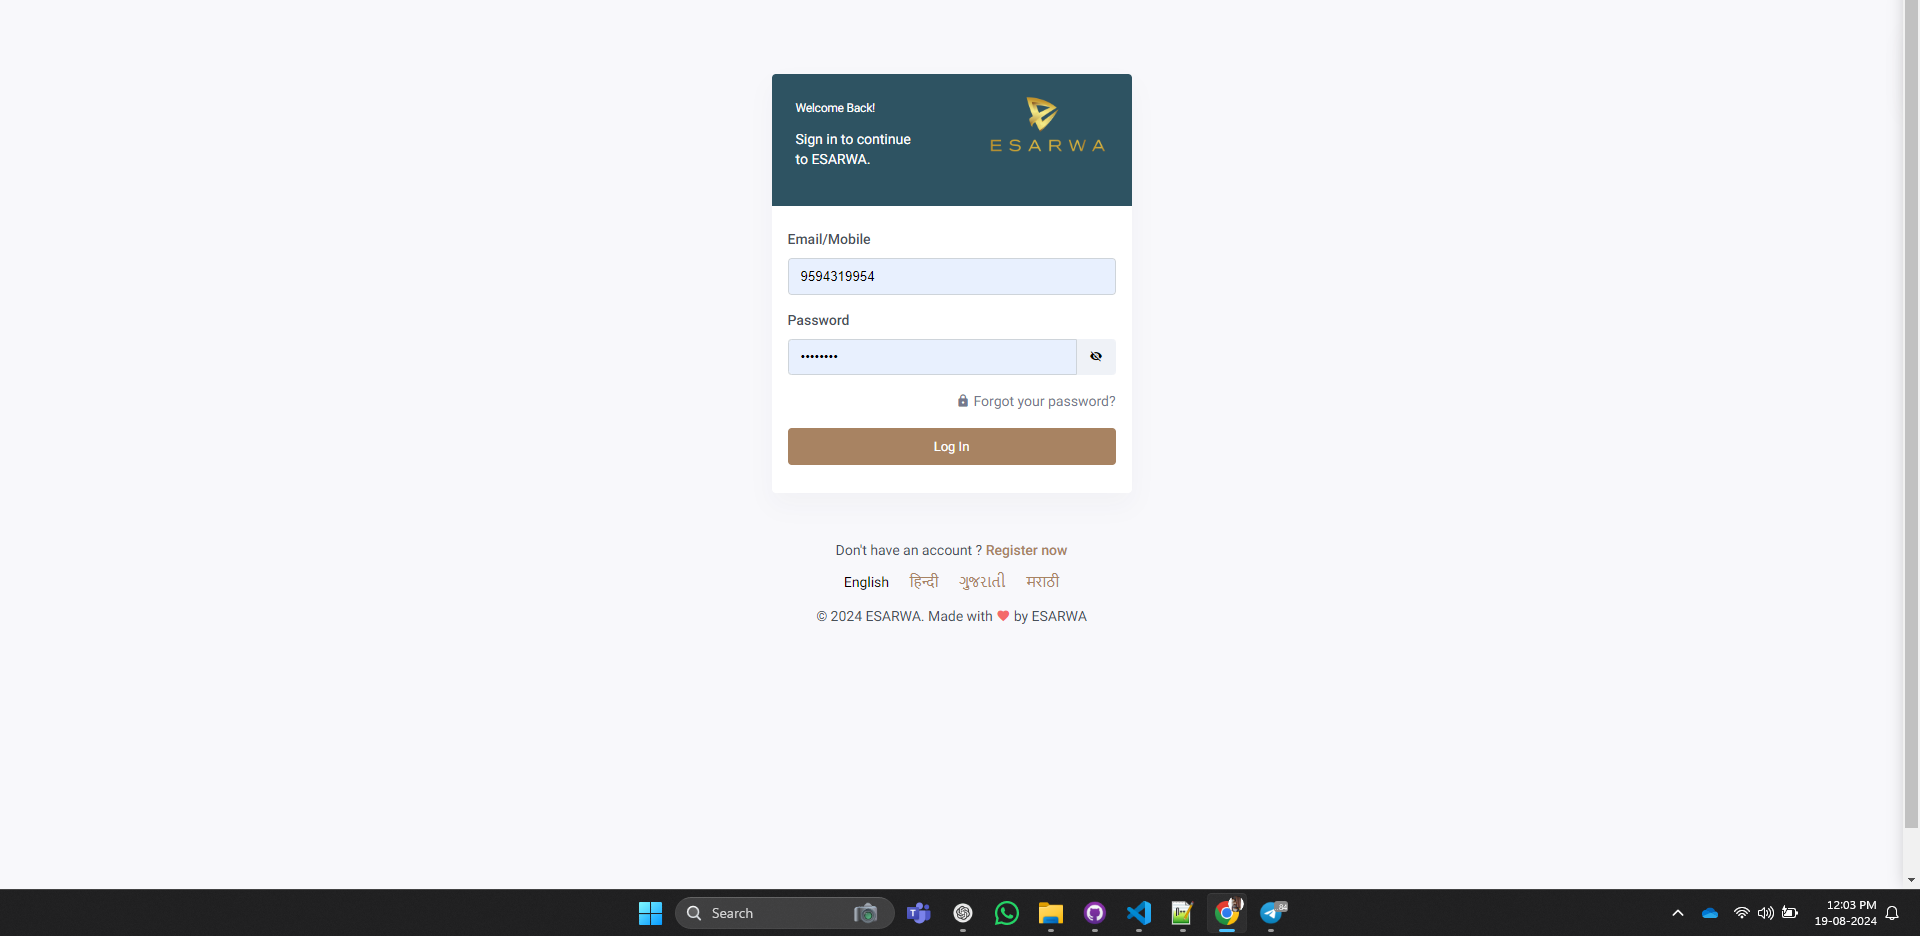 Welcome Back!
Sign in to continue
to ESARWA.
ESARWA
Email/Mobile
9594319954
Password
••••••••
Forgot your password?
Log In
Don't have an account ? Register now
English हिन्दी ગુજરાતી मराठी
© 2024 ESARWA. Made with ❤ by ESARWA
Search
84
12:03 PM
19-08-2024